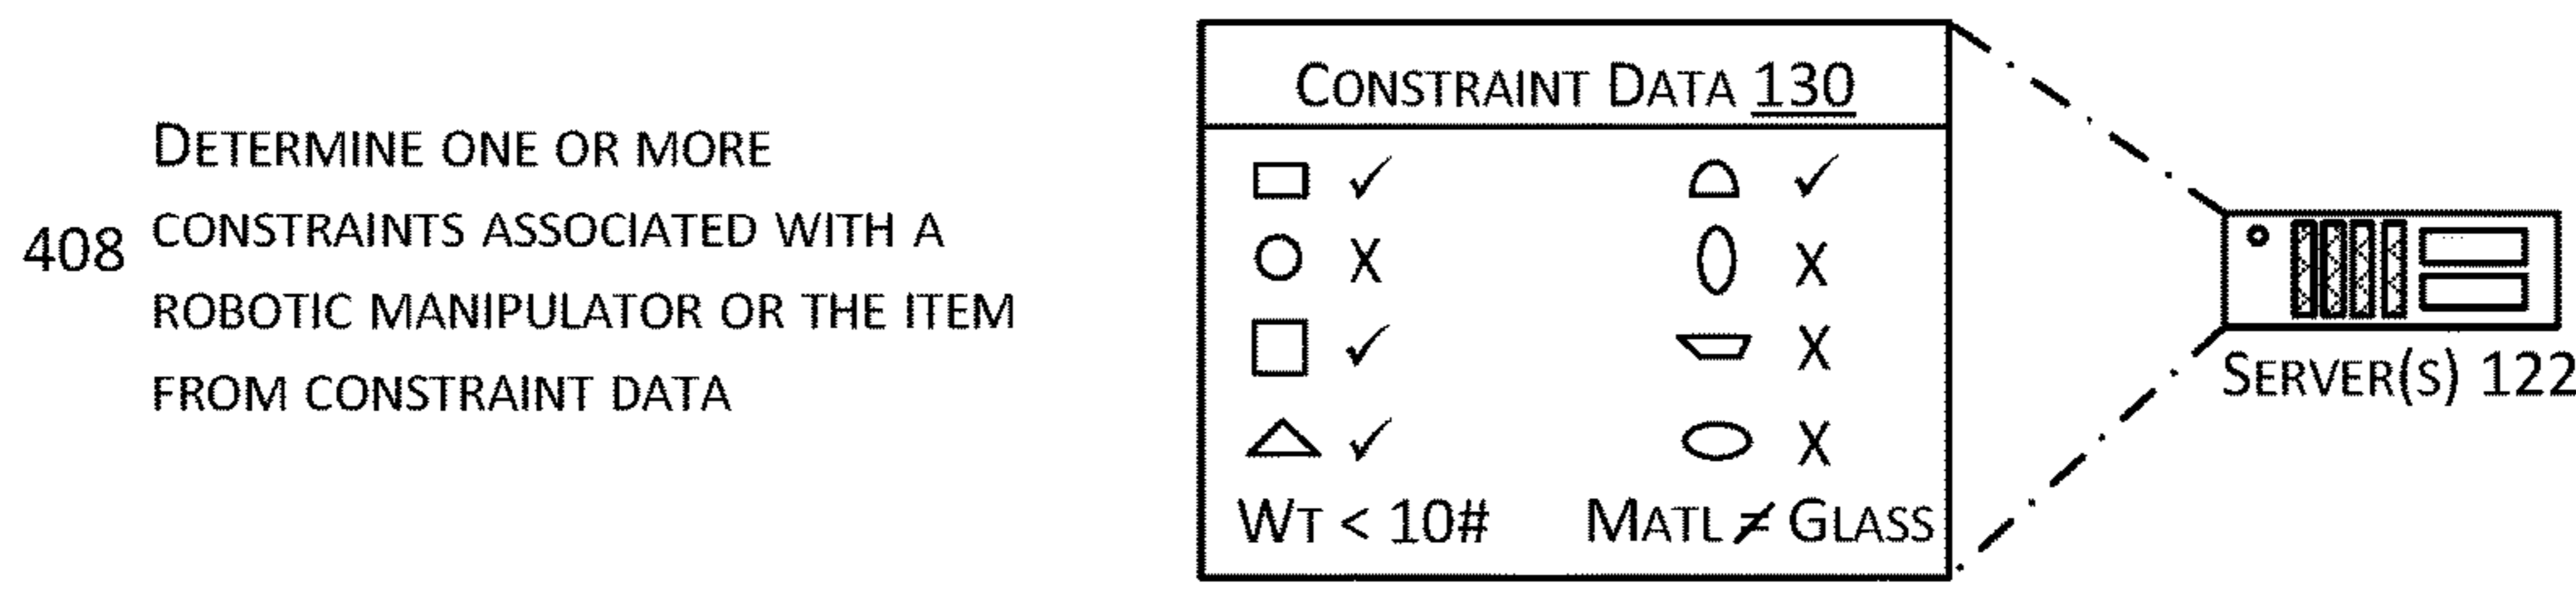 DETERMINE ONE OR MORE
408 CONSTRAINTS ASSOCIATED WITH A
ROBOTIC MANIPULATOR OR THE ITEM
FROM CONSTRAINT DATA
CONSTRAINT DATA 130
✓ ✓
X X
✓ X
✓ X
WT < 10# MATL ≠ GLASS
SERVER(S) 122